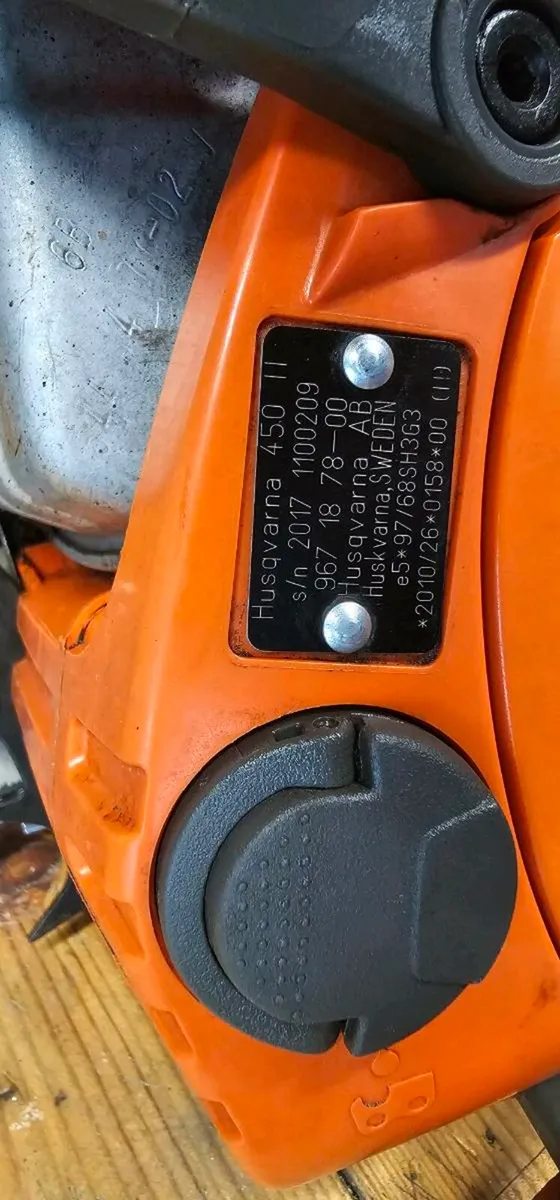 Husqvarna 450 II
s/n 2017 1100209
967 18 78-00
Husqvarna AB
Huskvarna,SWEDEN
e5*97/68SH3G3
*2010/26*0158*00 (II)
6B